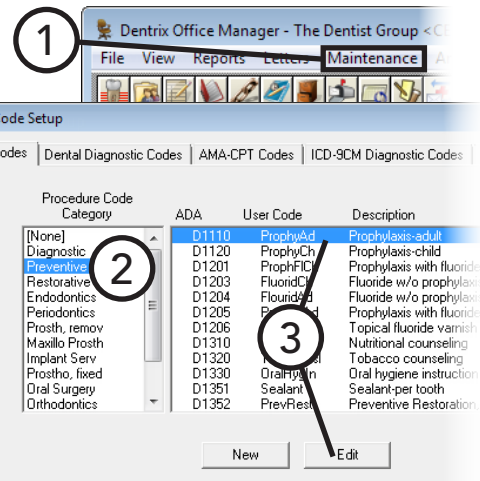 1
Dentrix Office Manager - The Dentist Group
File View Reports Letters Maintenance
Code Setup
Dental Diagnostic Codes AMA-CPT Codes ICD-9CM Diagnostic Codes
Procedure Code
Category ADA User Code Description
[None] D1110 ProphyAd Prophylaxis-adult
Diagnostic D1120 ProphyCh Prophylaxis-child
Preventive D1201 Prophylaxis with fluoride
Restorative D1203 Fluoride w/o prophylaxis
Endodontics D1204 Fluoride w/o prophylaxis
Periodontics D1205 Prophylaxis with fluoride
Prosth, remov D1206 Topical fluoride varnish
Maxillo Prosth D1310 Nutritional counseling
Implant Serv D1320 Tobacco counseling
Prostho, fixed D1330 Oral hygiene instruction
Oral Surgery D1351 Sealant Sealant-per tooth
Orthodontics D1352 PrevRest Preventive Restoration,
2
3
New Edit